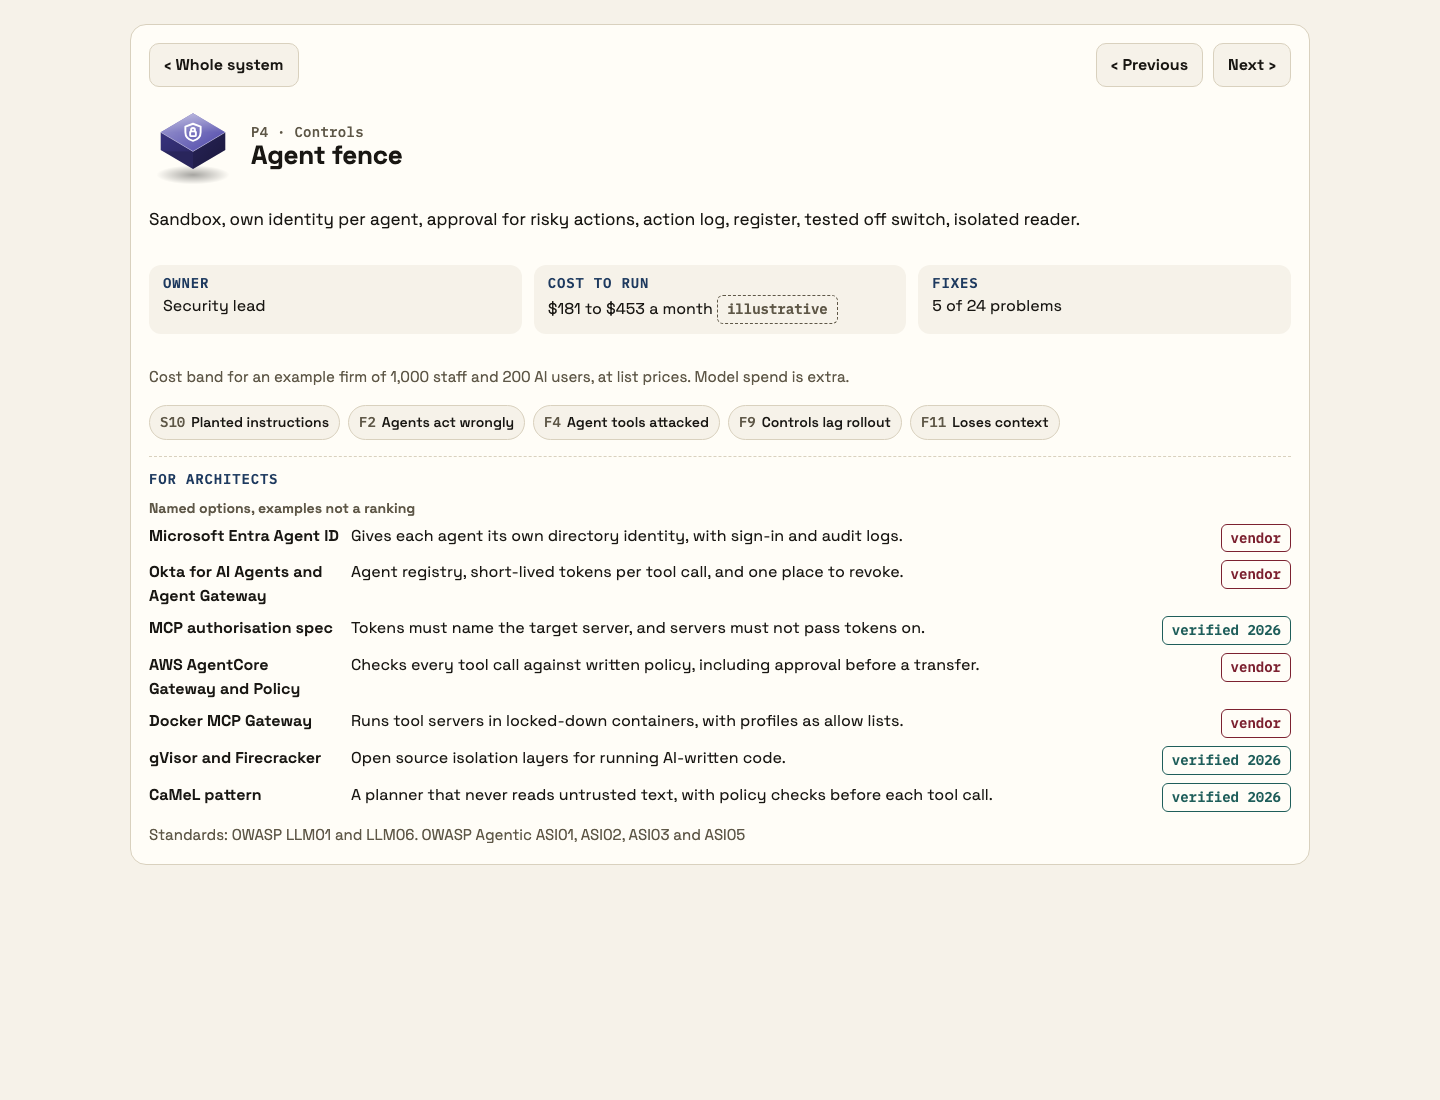 ‹ Whole system
‹ Previous
Next ›
P4 · Controls
Agent fence
Sandbox, own identity per agent, approval for risky actions, action log, register, tested off switch, isolated reader.
OWNER
Security lead
COST TO RUN
$181 to $453 a month illustrative
FIXES
5 of 24 problems
Cost band for an example firm of 1,000 staff and 200 AI users, at list prices. Model spend is extra.
S10 Planted instructions
F2 Agents act wrongly
F4 Agent tools attacked
F9 Controls lag rollout
F11 Loses context
FOR ARCHITECTS
Named options, examples not a ranking
Microsoft Entra Agent ID Gives each agent its own directory identity, with sign-in and audit logs. vendor
Okta for AI Agents and
Agent Gateway
Agent registry, short-lived tokens per tool call, and one place to revoke. vendor
MCP authorisation spec Tokens must name the target server, and servers must not pass tokens on. verified 2026
AWS AgentCore
Gateway and Policy
Checks every tool call against written policy, including approval before a transfer. vendor
Docker MCP Gateway Runs tool servers in locked-down containers, with profiles as allow lists. vendor
gVisor and Firecracker Open source isolation layers for running AI-written code. verified 2026
CaMeL pattern A planner that never reads untrusted text, with policy checks before each tool call. verified 2026
Standards: OWASP LLM01 and LLM06. OWASP Agentic ASI01, ASI02, ASI03 and ASI05